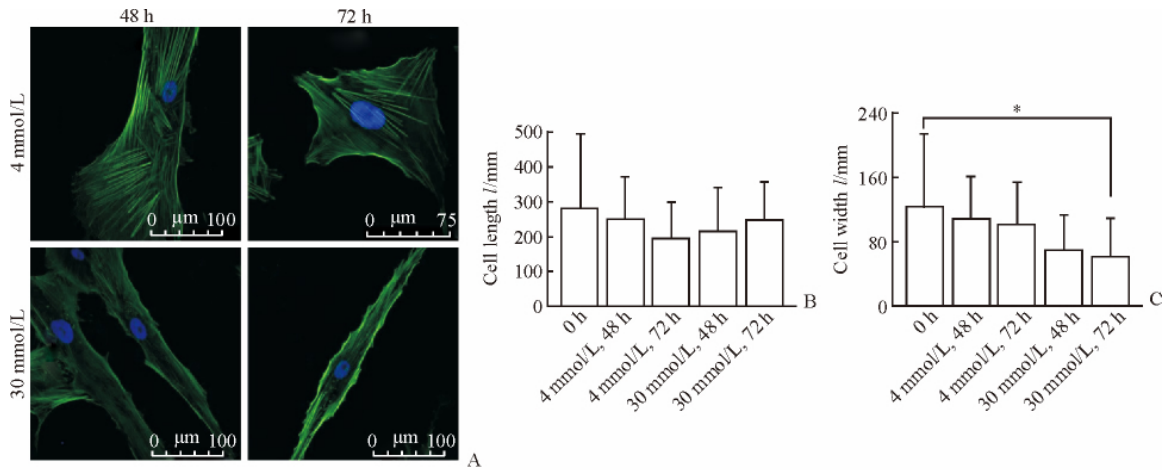 48 h
72 h
4 mmol/L
0 μm 100
0 μm 75
30 mmol/L
0 μm 100
0 μm 100
A
Cell length l/mm
500
400
300
200
100
0
0 h
4 mmol/L, 48 h
4 mmol/L, 72 h
30 mmol/L, 48 h
30 mmol/L, 72 h
B
Cell width l/mm
240
160
80
0
*
0 h
4 mmol/L, 48 h
4 mmol/L, 72 h
30 mmol/L, 48 h
30 mmol/L, 72 h
C